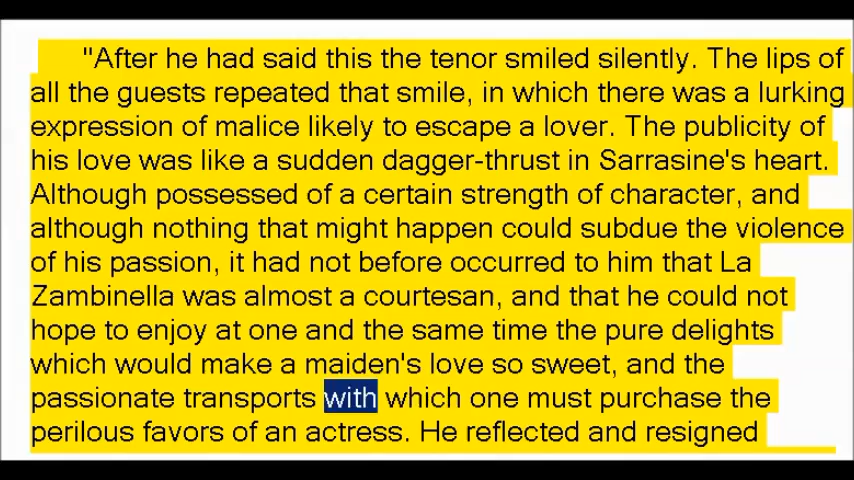 "After he had said this the tenor smiled silently. The lips of
all the guests repeated that smile, in which there was a lurking
expression of malice likely to escape a lover. The publicity of
his love was like a sudden dagger-thrust in Sarrasine's heart.
Although possessed of a certain strength of character, and
although nothing that might happen could subdue the violence
of his passion, it had not before occurred to him that La
Zambinella was almost a courtesan, and that he could not
hope to enjoy at one and the same time the pure delights
which would make a maiden's love so sweet, and the
passionate transports with which one must purchase the
perilous favors of an actress. He reflected and resigned